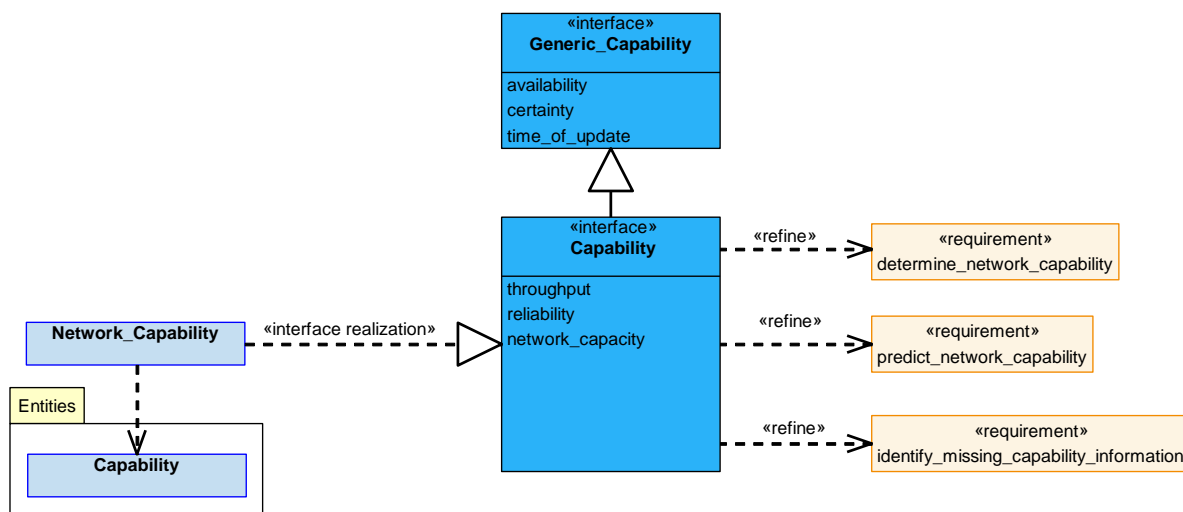 «interface»
Generic_Capability
availability
certainty
time_of_update
«interface»
Capability
throughput
reliability
network_capacity
«refine»
«requirement»
determine_network_capability
«refine»
«requirement»
predict_network_capability
«refine»
«requirement»
identify_missing_capability_information
Network_Capability
«interface realization»
Entities
Capability